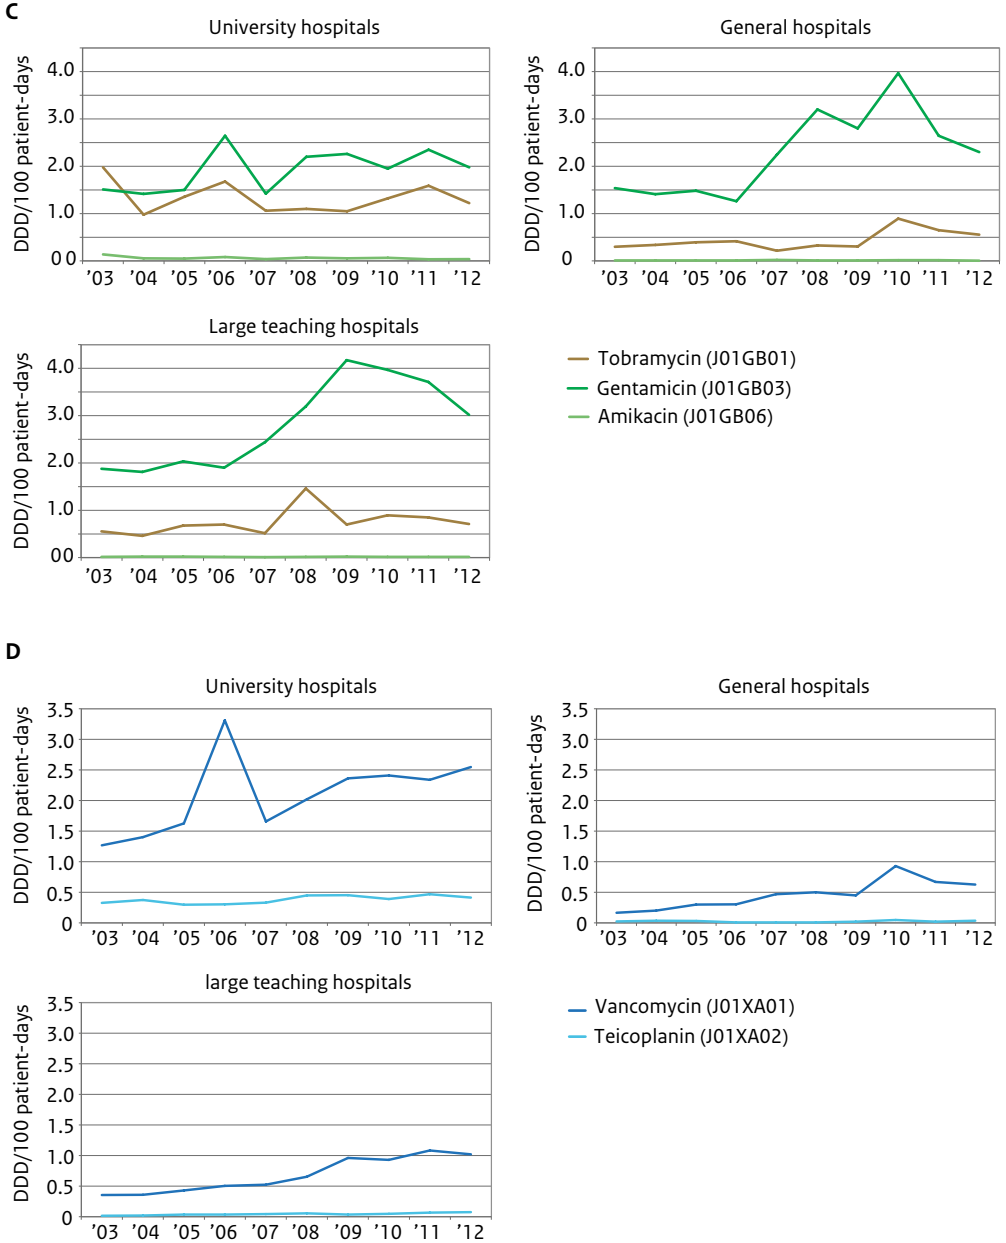 C
University hospitals
DDD/100 patient-days
4.0
3.0
2.0
1.0
0 0
'03 '04 '05 '06 '07 '08 '09 '10 '11 '12
General hospitals
DDD/100 patient-days
4.0
3.0
2.0
1.0
0
'03 '04 '05 '06 '07 '08 '09 '10 '11 '12
Large teaching hospitals
DDD/100 patient-days
4.0
3.0
2.0
1.0
00
'03 '04 '05 '06 '07 '08 '09 '10 '11 '12
Tobramycin (J01GB01)
Gentamicin (J01GB03)
Amikacin (J01GB06)
D
University hospitals
DDD/100 patient-days
3.5
3.0
2.5
2.0
1.5
1.0
0.5
0
'03 '04 '05 '06 '07 '08 '09 '10 '11 '12
General hospitals
DDD/100 patient-days
3.5
3.0
2.5
2.0
1.5
1.0
0.5
0
'03 '04 '05 '06 '07 '08 '09 '10 '11 '12
large teaching hospitals
DDD/100 patient-days
3.5
3.0
2.5
2.0
1.5
1.0
0.5
0
'03 '04 '05 '06 '07 '08 '09 '10 '11 '12
Vancomycin (J01XA01)
Teicoplanin (J01XA02)